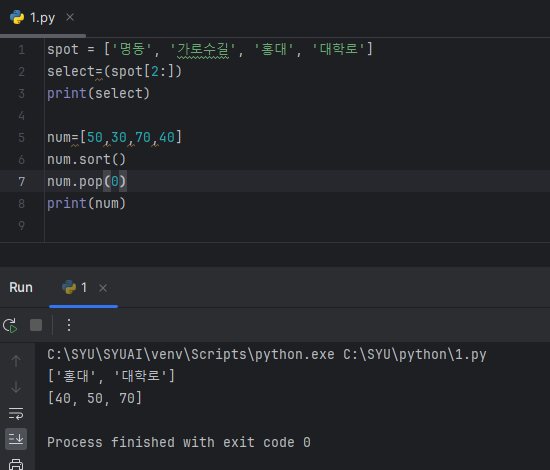 1.py ×
1 spot = ['명동', '가로수길', '홍대', '대학로']
2 select=(spot[2:])
3 print(select)
4
5 num=[50,30,70,40]
6 num.sort()
7 num.pop(0)
8 print(num)
9
Run 1 ×
C:\SYU\SYUAI\venv\Scripts\python.exe C:\SYU\python\1.py
['홍대', '대학로']
[40, 50, 70]
Process finished with exit code 0